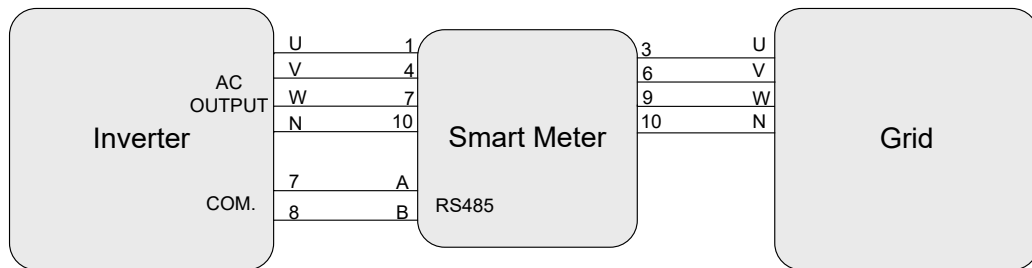 U 1
V 4
W 7
N 10
AC
OUTPUT
Inverter
7 A
8 B
COM.
RS485
Smart Meter
3 U
6 V
9 W
10 N
Grid